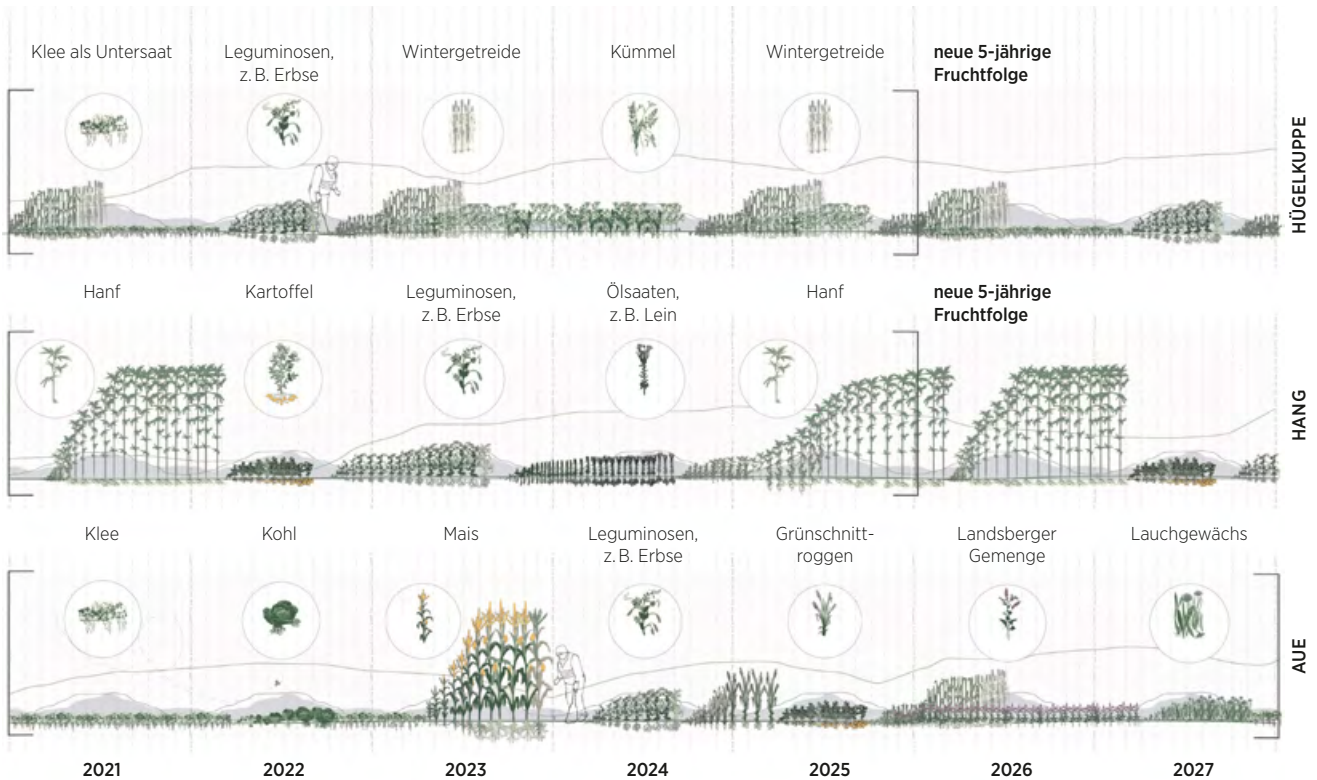 Klee als Untersaat
Leguminosen,
z. B. Erbse
Wintergetreide
Kümmel
Wintergetreide
neue 5-jährige
Fruchtfolge
HÜGELKUPPE
Hanf
Kartoffel
Leguminosen,
z. B. Erbse
Ölsaaten,
z. B. Lein
Hanf
neue 5-jährige
Fruchtfolge
HANG
Klee
Kohl
Mais
Leguminosen,
z. B. Erbse
Grünschnitt-
roggen
Landsberger
Gemenge
Lauchgewächs
AUE
2021
2022
2023
2024
2025
2026
2027